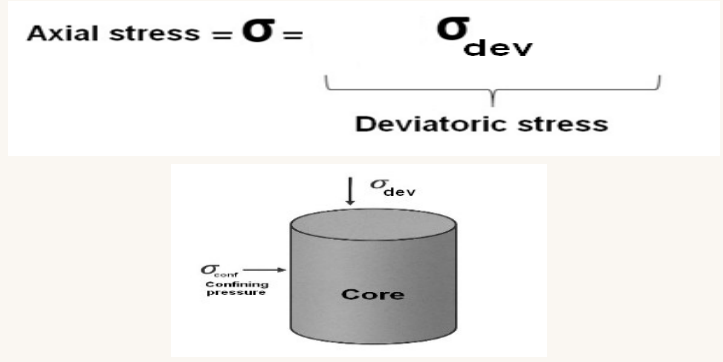 Axial stress = σ = σdev
Deviatoric stress
σdev
σconf
Confining
pressure
Core